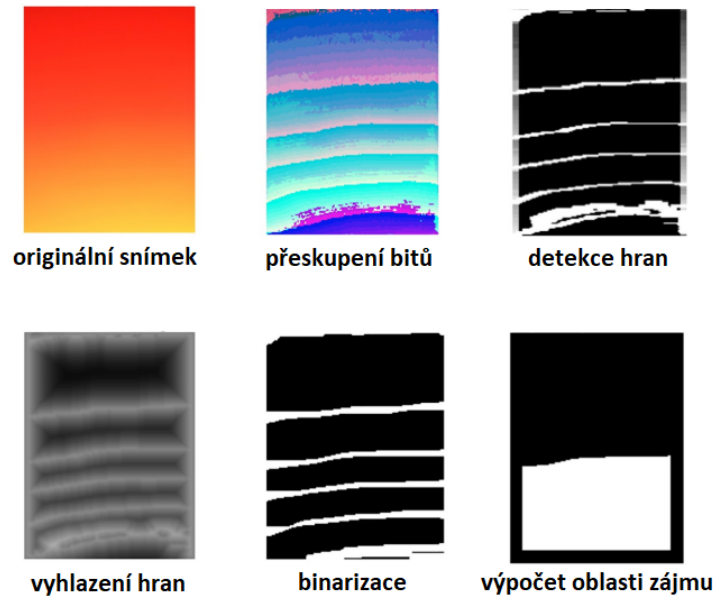 originální snímek
přeskupení bitů
detekce hran
vyhlazení hran
binarizace
výpočet oblasti zájmu